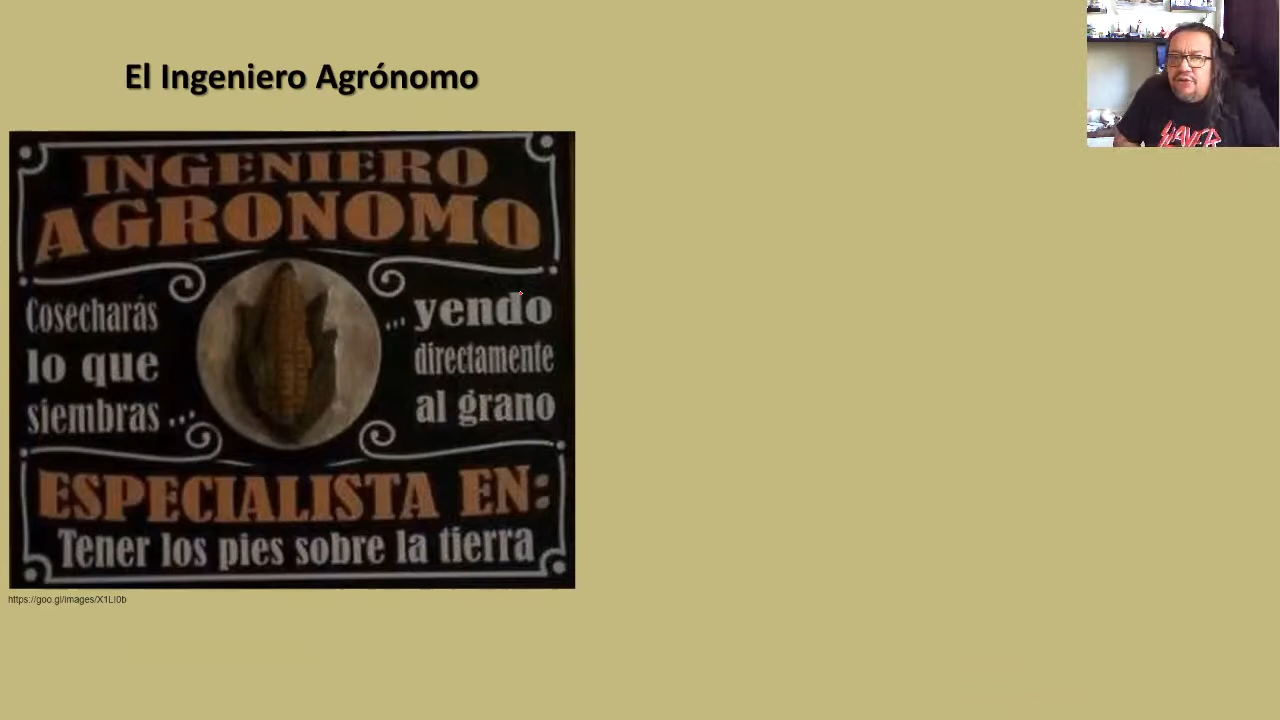 El Ingeniero Agrónomo
INGENIERO
AGRONOMO
Cosecharás
lo que
siembras ...
... yendo
directamente
al grano
ESPECIALISTA EN:
Tener los pies sobre la tierra
https://goo.gl/images/X1LI0b
SLAYER